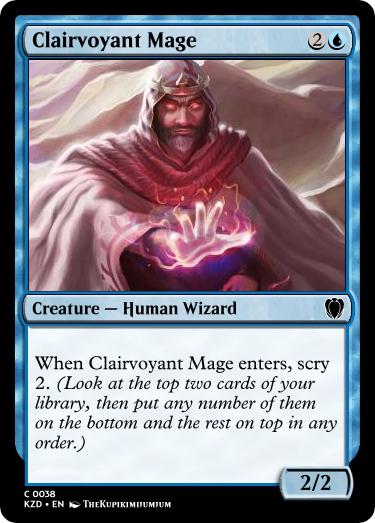 Clairvoyant Mage 2
Creature — Human Wizard
When Clairvoyant Mage enters, scry
2. (Look at the top two cards of your
library, then put any number of them
on the bottom and the rest on top in any
order.)
2/2
C 0038
KZD • EN TheKupikimijumjum